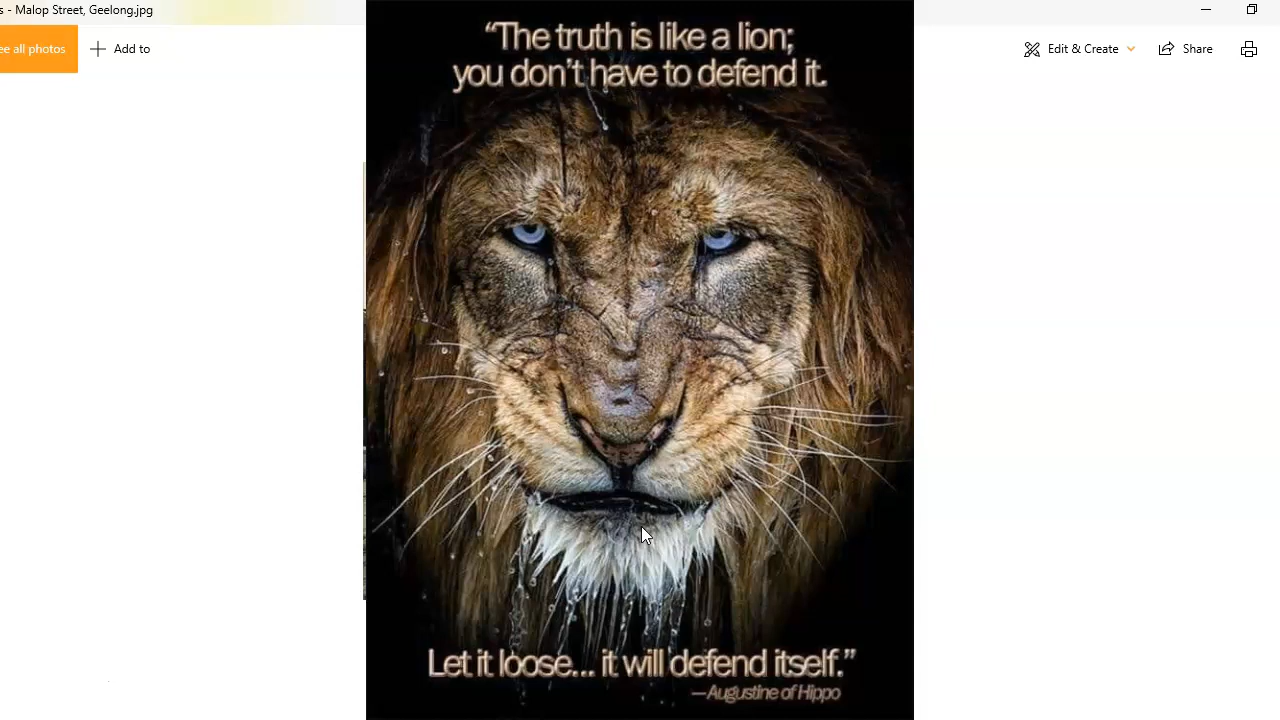 s - Malop Street, Geelong.jpg
ee all photos
Add to
Edit & Create
Share
“The truth is like a lion;
you don’t have to defend it.
Let it loose... it will defend itself.”
—Augustine of Hippo